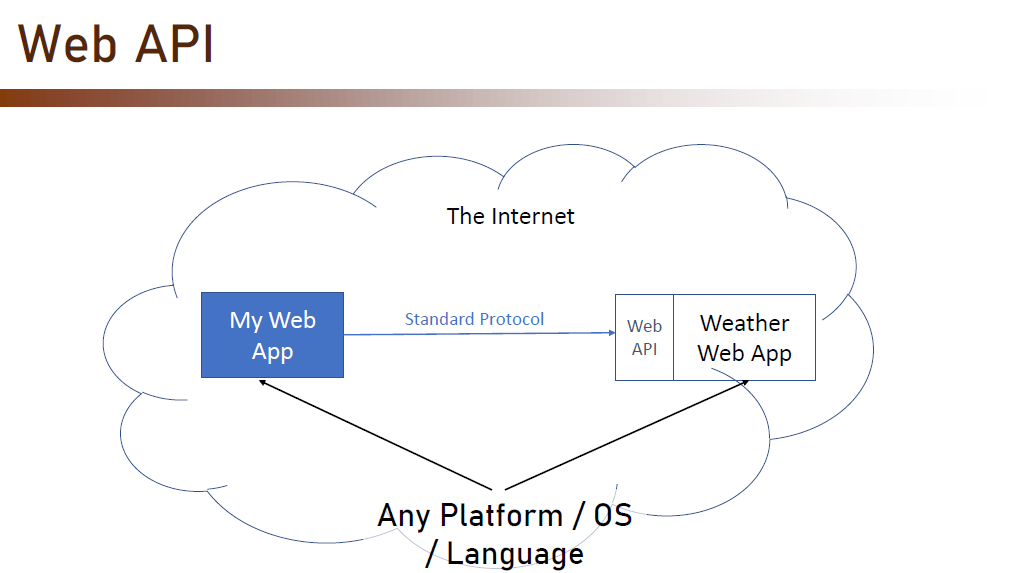 Web API
The Internet
My Web
App
Standard Protocol
Web
API
Weather
Web App
Any Platform / OS
/ Language